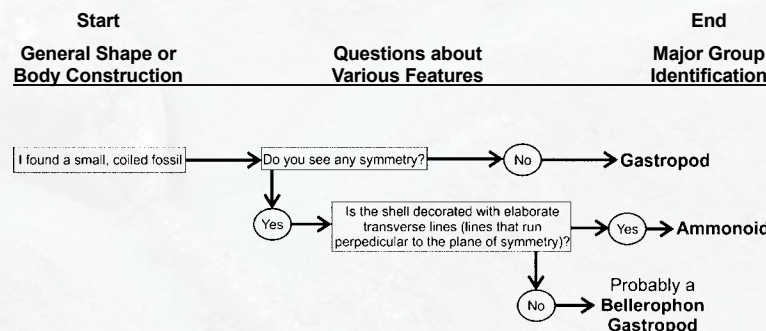 Start
End
General Shape or
Body Construction
Questions about
Various Features
Major Group
Identification
I found a small, coiled fossil
Do you see any symmetry?
No
Gastropod
Yes
Is the shell decorated with elaborate
transverse lines (lines that run
perpedicular to the plane of symmetry)?
Yes
Ammonoid
No
Probably a
Bellerophon
Gastropod